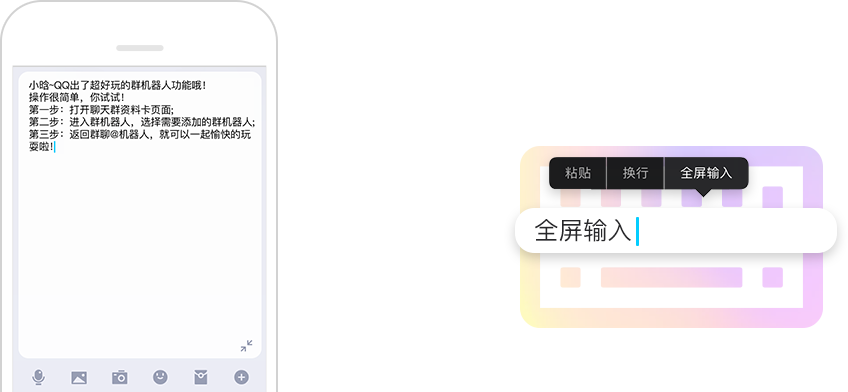 小晗~QQ出了超好玩的群机器人功能哦！
操作很简单，你试试！
第一步：打开聊天群资料卡页面;
第二步：进入群机器人，选择需要添加的群机器人;
第三步：返回群聊@机器人，就可以一起愉快的玩
耍啦!
粘贴 换行 全屏输入
全屏输入